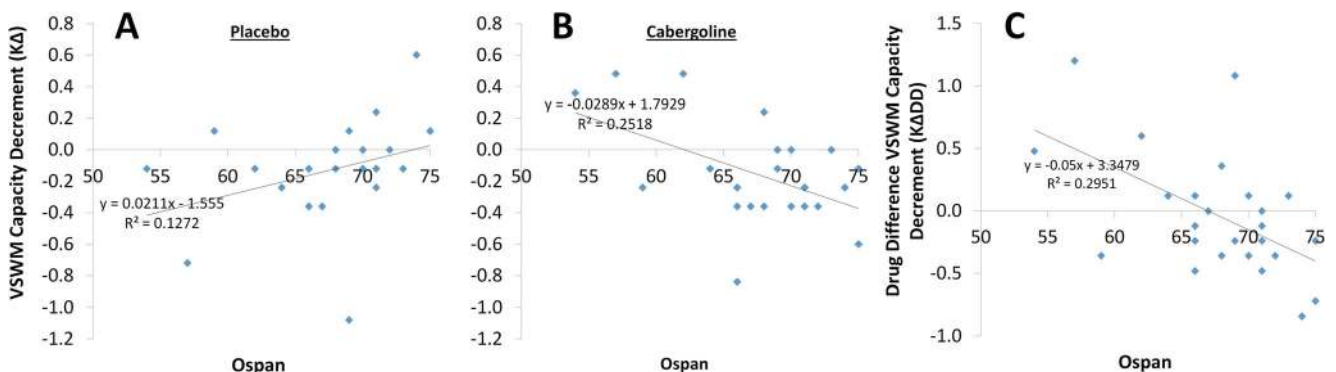 A
Placebo
VSWM Capacity Decrement (KΔ)
0.8
0.6
0.4
0.2
0.0
-0.2
-0.4
-0.6
-0.8
-1.0
-1.2
50 55 60 65 70 75
y = 0.0211x - 1.555
R² = 0.1272
Ospan
B
Cabergoline
0.8
0.6
0.4
0.2
0.0
-0.2
-0.4
-0.6
-0.8
-1.0
-1.2
50 55 60 65 70 75
y = -0.0289x + 1.7929
R² = 0.2518
Ospan
C
Drug Difference VSWM Capacity
Decrement (KΔDD)
1.5
1.0
0.5
0.0
-0.5
-1.0
50 55 60 65 70 75
y = -0.05x + 3.3479
R² = 0.2951
Ospan